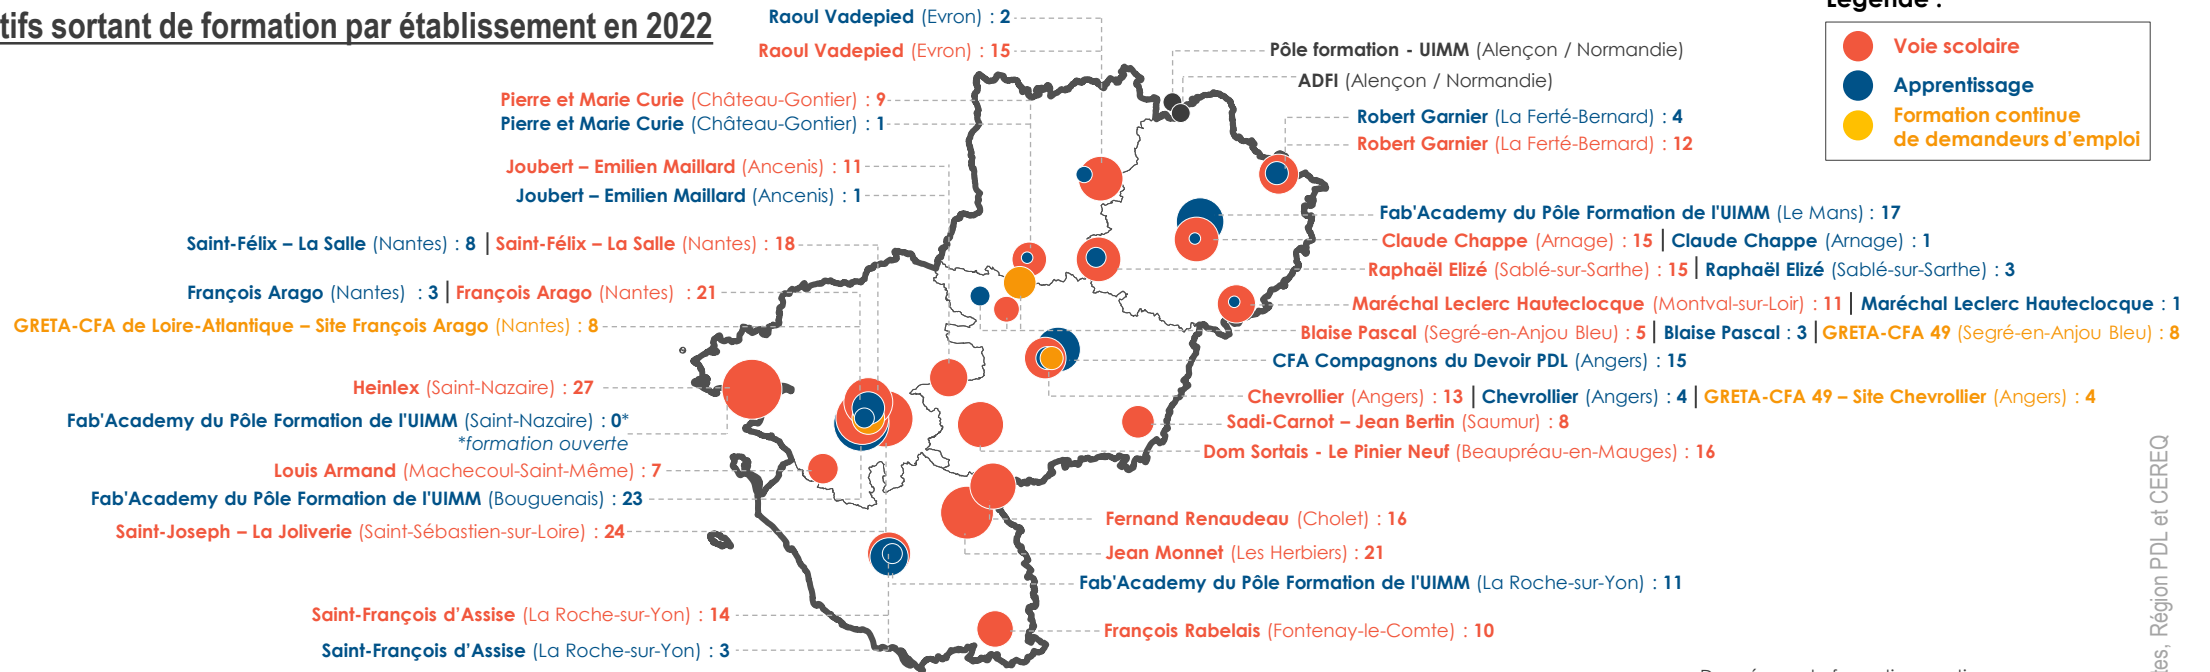 tifs sortant de formation par établissement en 2022
Légende :
Voie scolaire
Apprentissage
Formation continue
de demandeurs d'emploi
Raoul Vadepied (Evron) : 2
Raoul Vadepied (Evron) : 15
Pierre et Marie Curie (Château-Gontier) : 9
Pierre et Marie Curie (Château-Gontier) : 1
Joubert – Emilien Maillard (Ancenis) : 11
Joubert – Emilien Maillard (Ancenis) : 1
Saint-Félix – La Salle (Nantes) : 8 | Saint-Félix – La Salle (Nantes) : 18
François Arago (Nantes) : 3 | François Arago (Nantes) : 21
GRETA-CFA de Loire-Atlantique – Site François Arago (Nantes) : 8
Heinlex (Saint-Nazaire) : 27
Fab'Academy du Pôle Formation de l'UIMM (Saint-Nazaire) : 0*
*formation ouverte
Louis Armand (Machecoul-Saint-Même) : 7
Fab'Academy du Pôle Formation de l'UIMM (Bouguenais) : 23
Saint-Joseph – La Joliverie (Saint-Sébastien-sur-Loire) : 24
Saint-François d'Assise (La Roche-sur-Yon) : 14
Saint-François d'Assise (La Roche-sur-Yon) : 3
Pôle formation - UIMM (Alençon / Normandie)
ADFI (Alençon / Normandie)
Robert Garnier (La Ferté-Bernard) : 4
Robert Garnier (La Ferté-Bernard) : 12
Fab'Academy du Pôle Formation de l'UIMM (Le Mans) : 17
Claude Chappe (Arnage) : 15 | Claude Chappe (Arnage) : 1
Raphaël Elizé (Sablé-sur-Sarthe) : 15 | Raphaël Elizé (Sablé-sur-Sarthe) : 3
Maréchal Leclerc Hauteclocque (Montval-sur-Loir) : 11 | Maréchal Leclerc Hauteclocque : 1
Blaise Pascal (Segré-en-Anjou Bleu) : 5 | Blaise Pascal : 3 | GRETA-CFA 49 (Segré-en-Anjou Bleu) : 8
CFA Compagnons du Devoir PDL (Angers) : 15
Chevrollier (Angers) : 13 | Chevrollier (Angers) : 4 | GRETA-CFA 49 – Site Chevrollier (Angers) : 4
Sadi-Carnot – Jean Bertin (Saumur) : 8
Dom Sortais - Le Pinier Neuf (Beaupréau-en-Mauges) : 16
Fernand Renaudeau (Cholet) : 16
Jean Monnet (Les Herbiers) : 21
Fab'Academy du Pôle Formation de l'UIMM (La Roche-sur-Yon) : 11
François Rabelais (Fontenay-le-Comte) : 10
tes, Région PDL et CEREQ